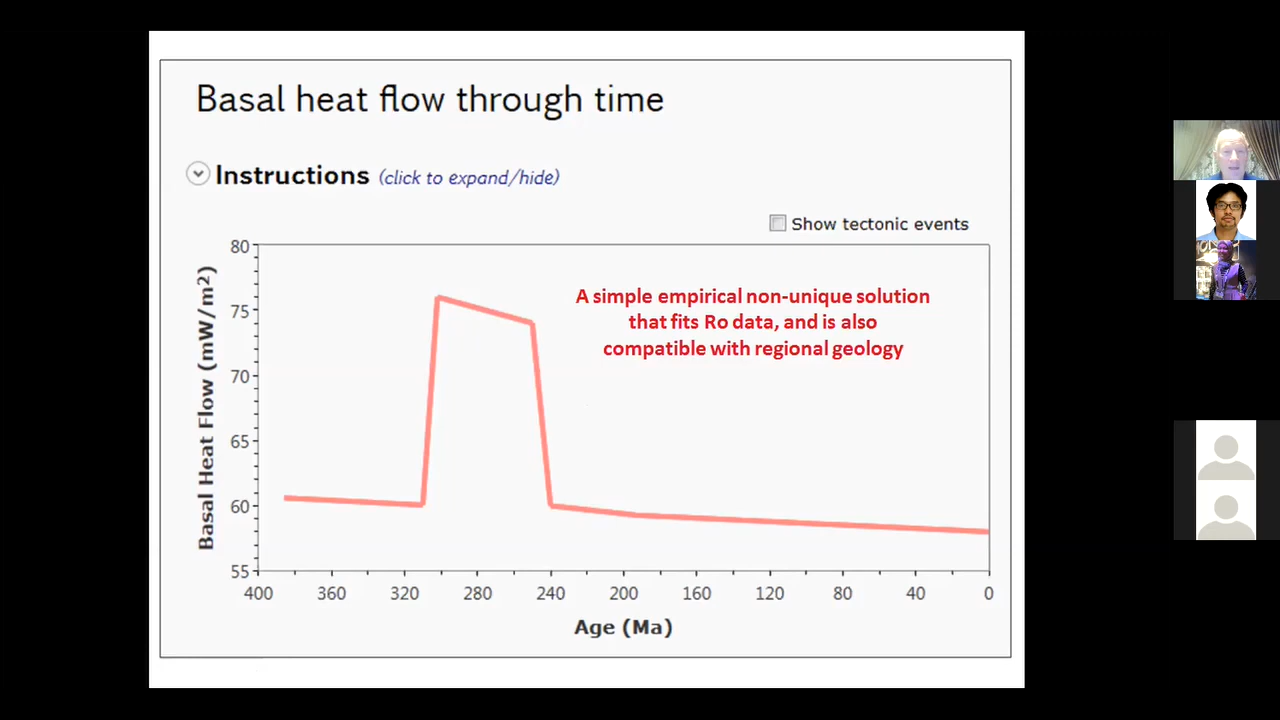 Basal heat flow through time
Instructions (click to expand/hide)
Show tectonic events
A simple empirical non-unique solution
that fits Ro data, and is also
compatible with regional geology
Basal Heat Flow (mW/m²)
80
75
70
65
60
55
400 360 320 280 240 200 160 120 80 40 0
Age (Ma)